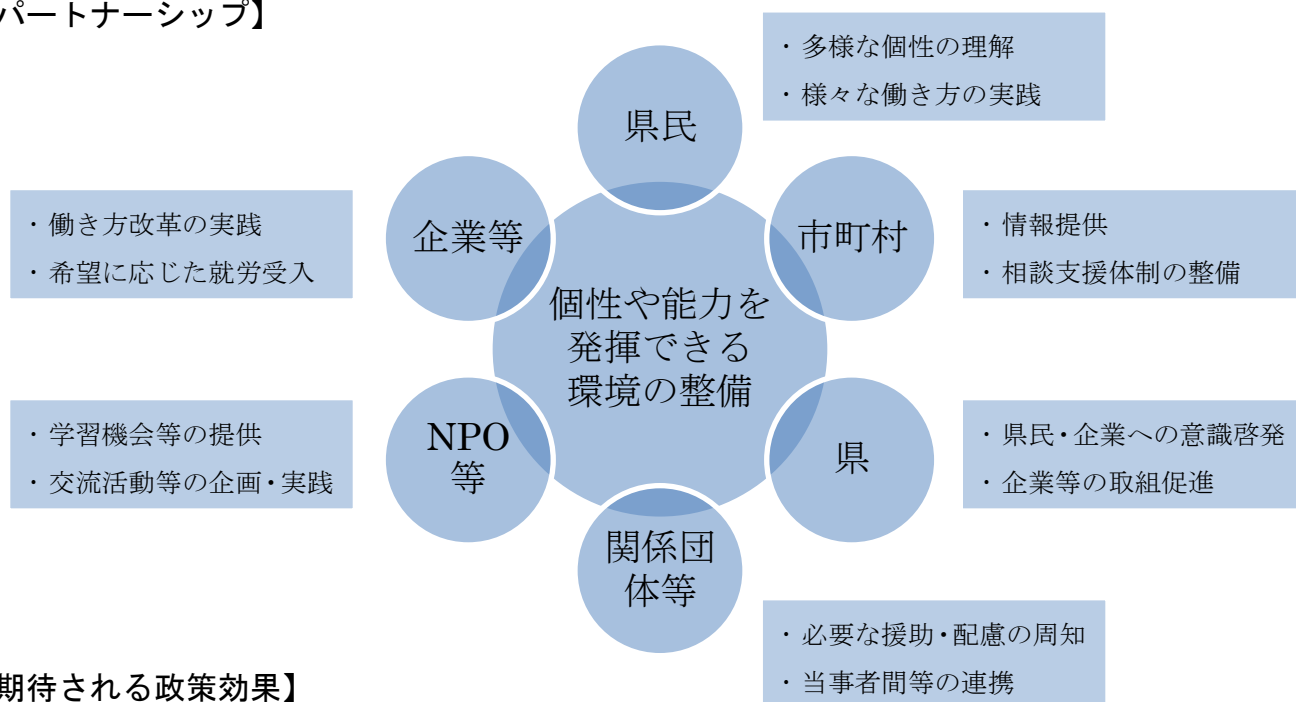 パートナーシップ】
・多様な個性の理解
・様々な働き方の実践
県民
企業等
・働き方改革の実践
・希望に応じた就労受入
市町村
・情報提供
・相談支援体制の整備
個性や能力を
発揮できる
環境の整備
NPO
等
・学習機会等の提供
・交流活動等の企画・実践
県
・県民・企業への意識啓発
・企業等の取組促進
関係団
体等
・必要な援助・配慮の周知
・当事者間等の連携
期待される政策効果】